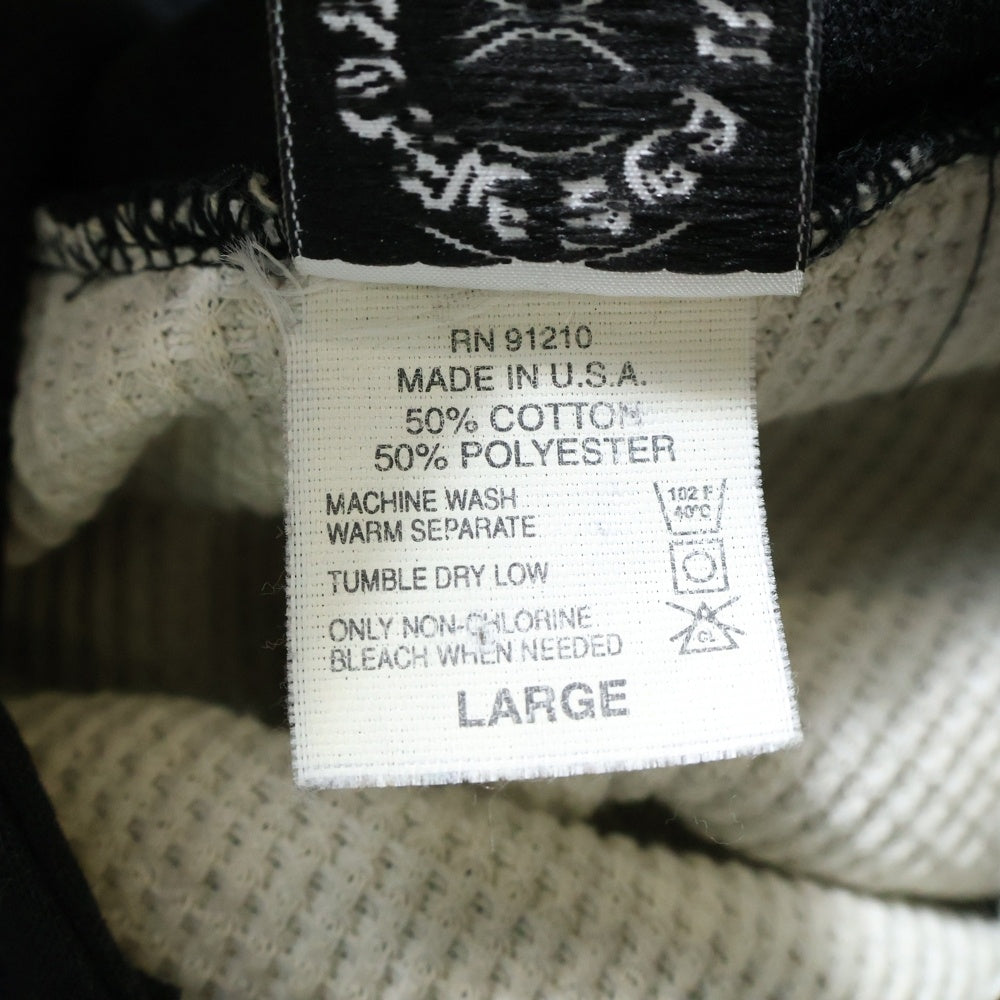 RN 91210
MADE IN U.S.A.
50% COTTON
50% POLYESTER
MACHINE WASH
WARM SEPARATE
102 F
40°C
TUMBLE DRY LOW
ONLY NON-CHLORINE
BLEACH WHEN NEEDED
CL
LARGE